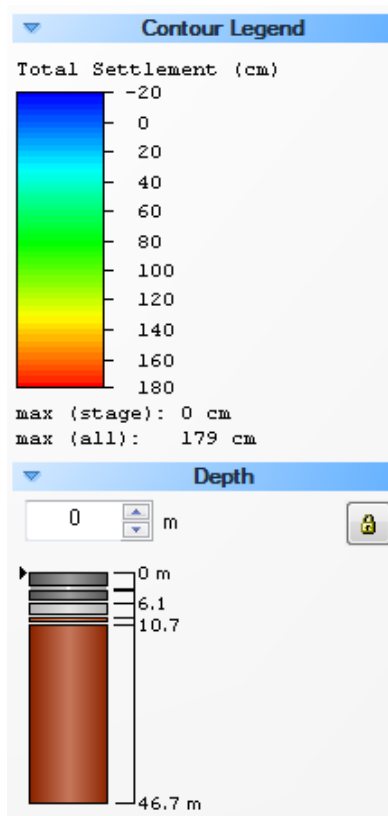 Contour Legend
Total Settlement (cm)
-20
0
20
40
60
80
100
120
140
160
180
max (stage): 0 cm
max (all): 179 cm
Depth
0 m
0 m
6.1
10.7
46.7 m